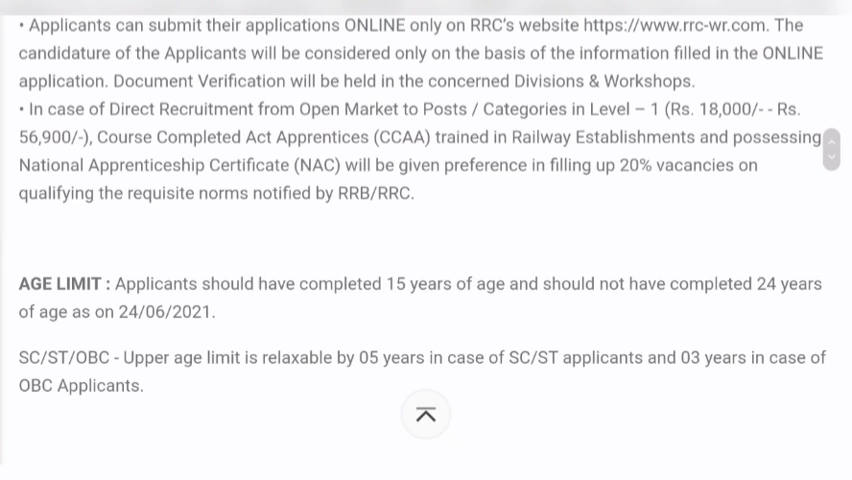 • Applicants can submit their applications ONLINE only on RRC's website https://www.rrc-wr.com. The
candidature of the Applicants will be considered only on the basis of the information filled in the ONLINE
application. Document Verification will be held in the concerned Divisions & Workshops.
• In case of Direct Recruitment from Open Market to Posts / Categories in Level – 1 (Rs. 18,000/- - Rs.
56,900/-), Course Completed Act Apprentices (CCAA) trained in Railway Establishments and possessing
National Apprenticeship Certificate (NAC) will be given preference in filling up 20% vacancies on
qualifying the requisite norms notified by RRB/RRC.
AGE LIMIT : Applicants should have completed 15 years of age and should not have completed 24 years
of age as on 24/06/2021.
SC/ST/OBC - Upper age limit is relaxable by 05 years in case of SC/ST applicants and 03 years in case of
OBC Applicants.